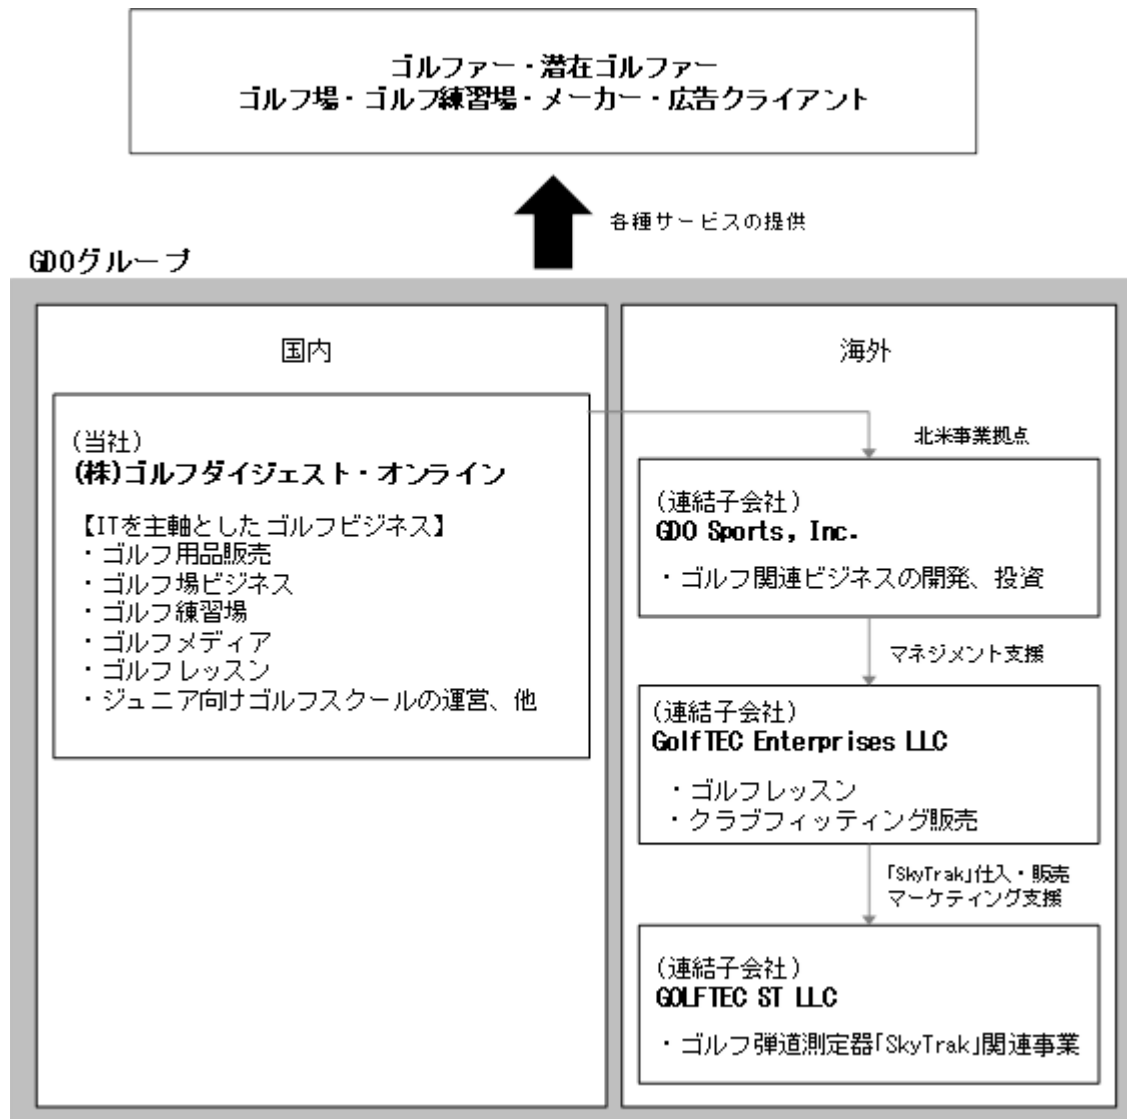 ゴルファー・潜在ゴルファー
ゴルフ場・ゴルフ練習場・メーカー・広告クライアント
各種サービスの提供
GDOグループ
国内
(当社)
(株)ゴルフダイジェスト・オンライン
【ITを主軸としたゴルフビジネス】
・ゴルフ用品販売
・ゴルフ場ビジネス
・ゴルフ練習場
・ゴルフメディア
・ゴルフレッスン
・ジュニア向けゴルフスクールの運営、他
海外
北米事業拠点
(連結子会社)
GDO Sports, Inc.
・ゴルフ関連ビジネスの開発、投資
マネジメント支援
(連結子会社)
GolfTEC Enterprises LLC
・ゴルフレッスン
・クラブフィッティング販売
「SkyTrak」仕入・販売
マーケティング支援
(連結子会社)
GOLFTEC ST LLC
・ゴルフ弾道測定器「SkyTrak」関連事業